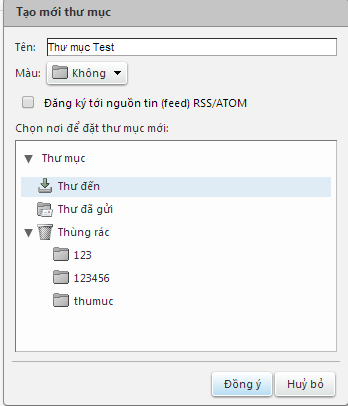 Tạo mới thư mục
Tên: Thư mục Test
Màu: Không
Đăng ký tới nguồn tin (feed) RSS/ATOM
Chọn nơi để đặt thư mục mới:
Thư mục
Thư đến
Thư đã gửi
Thùng rác
123
123456
thumuc
Đồng ý Huỷ bỏ